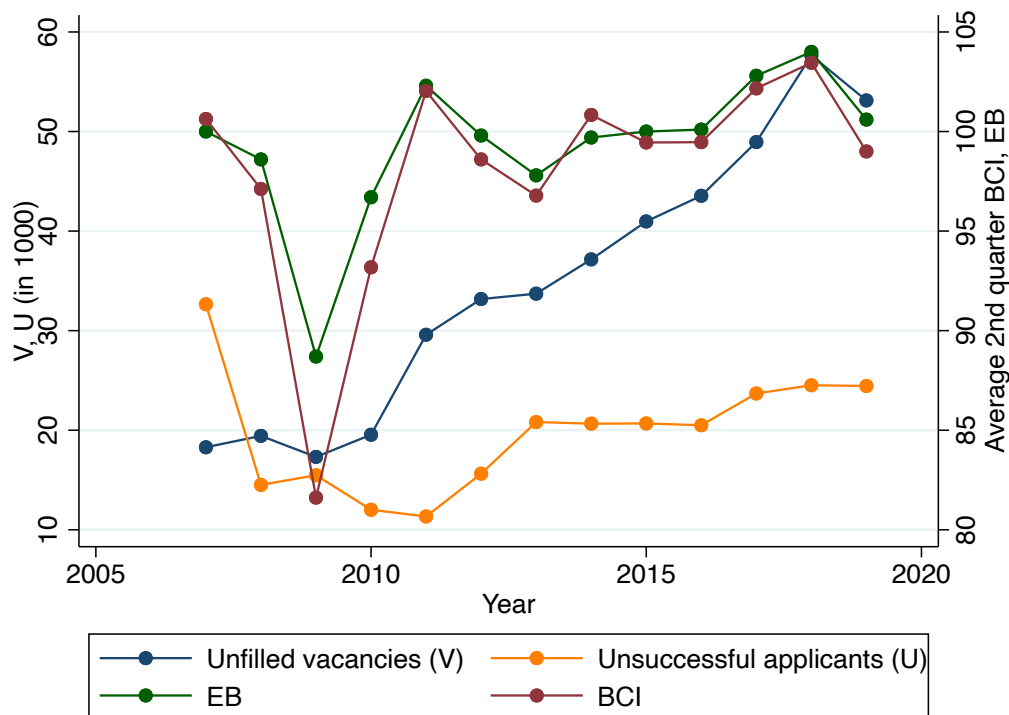 60
50
40
30
20
10
V, U (in 1000)
105
100
95
90
85
80
Average 2nd quarter BCI, EB
2005 2010 2015 2020
Year
Unfilled vacancies (V) Unsuccessful applicants (U)
EB BCI